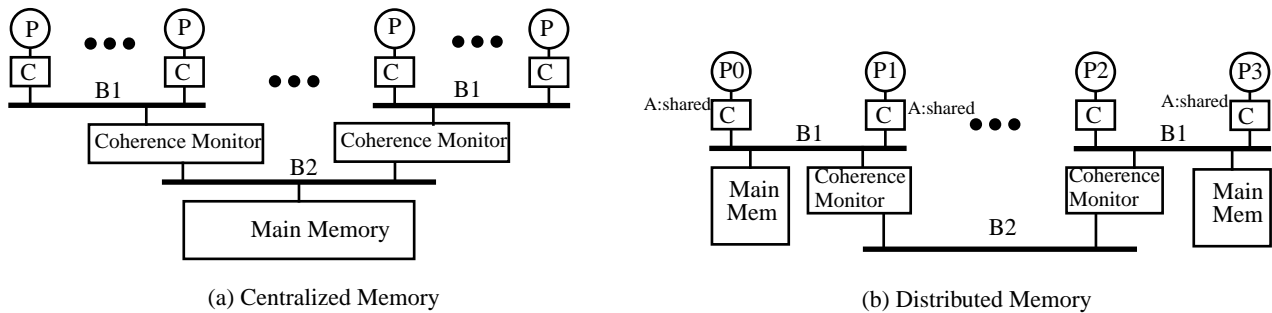 P P P P
C C C C
B1 B1
Coherence Monitor Coherence Monitor
B2
Main Memory
(a) Centralized Memory
P0 P1 P2 P3
A:shared A:shared A:shared
C C C C
B1 B1
Main
Mem
Coherence
Monitor
Coherence
Monitor
Main
Mem
B2
(b) Distributed Memory